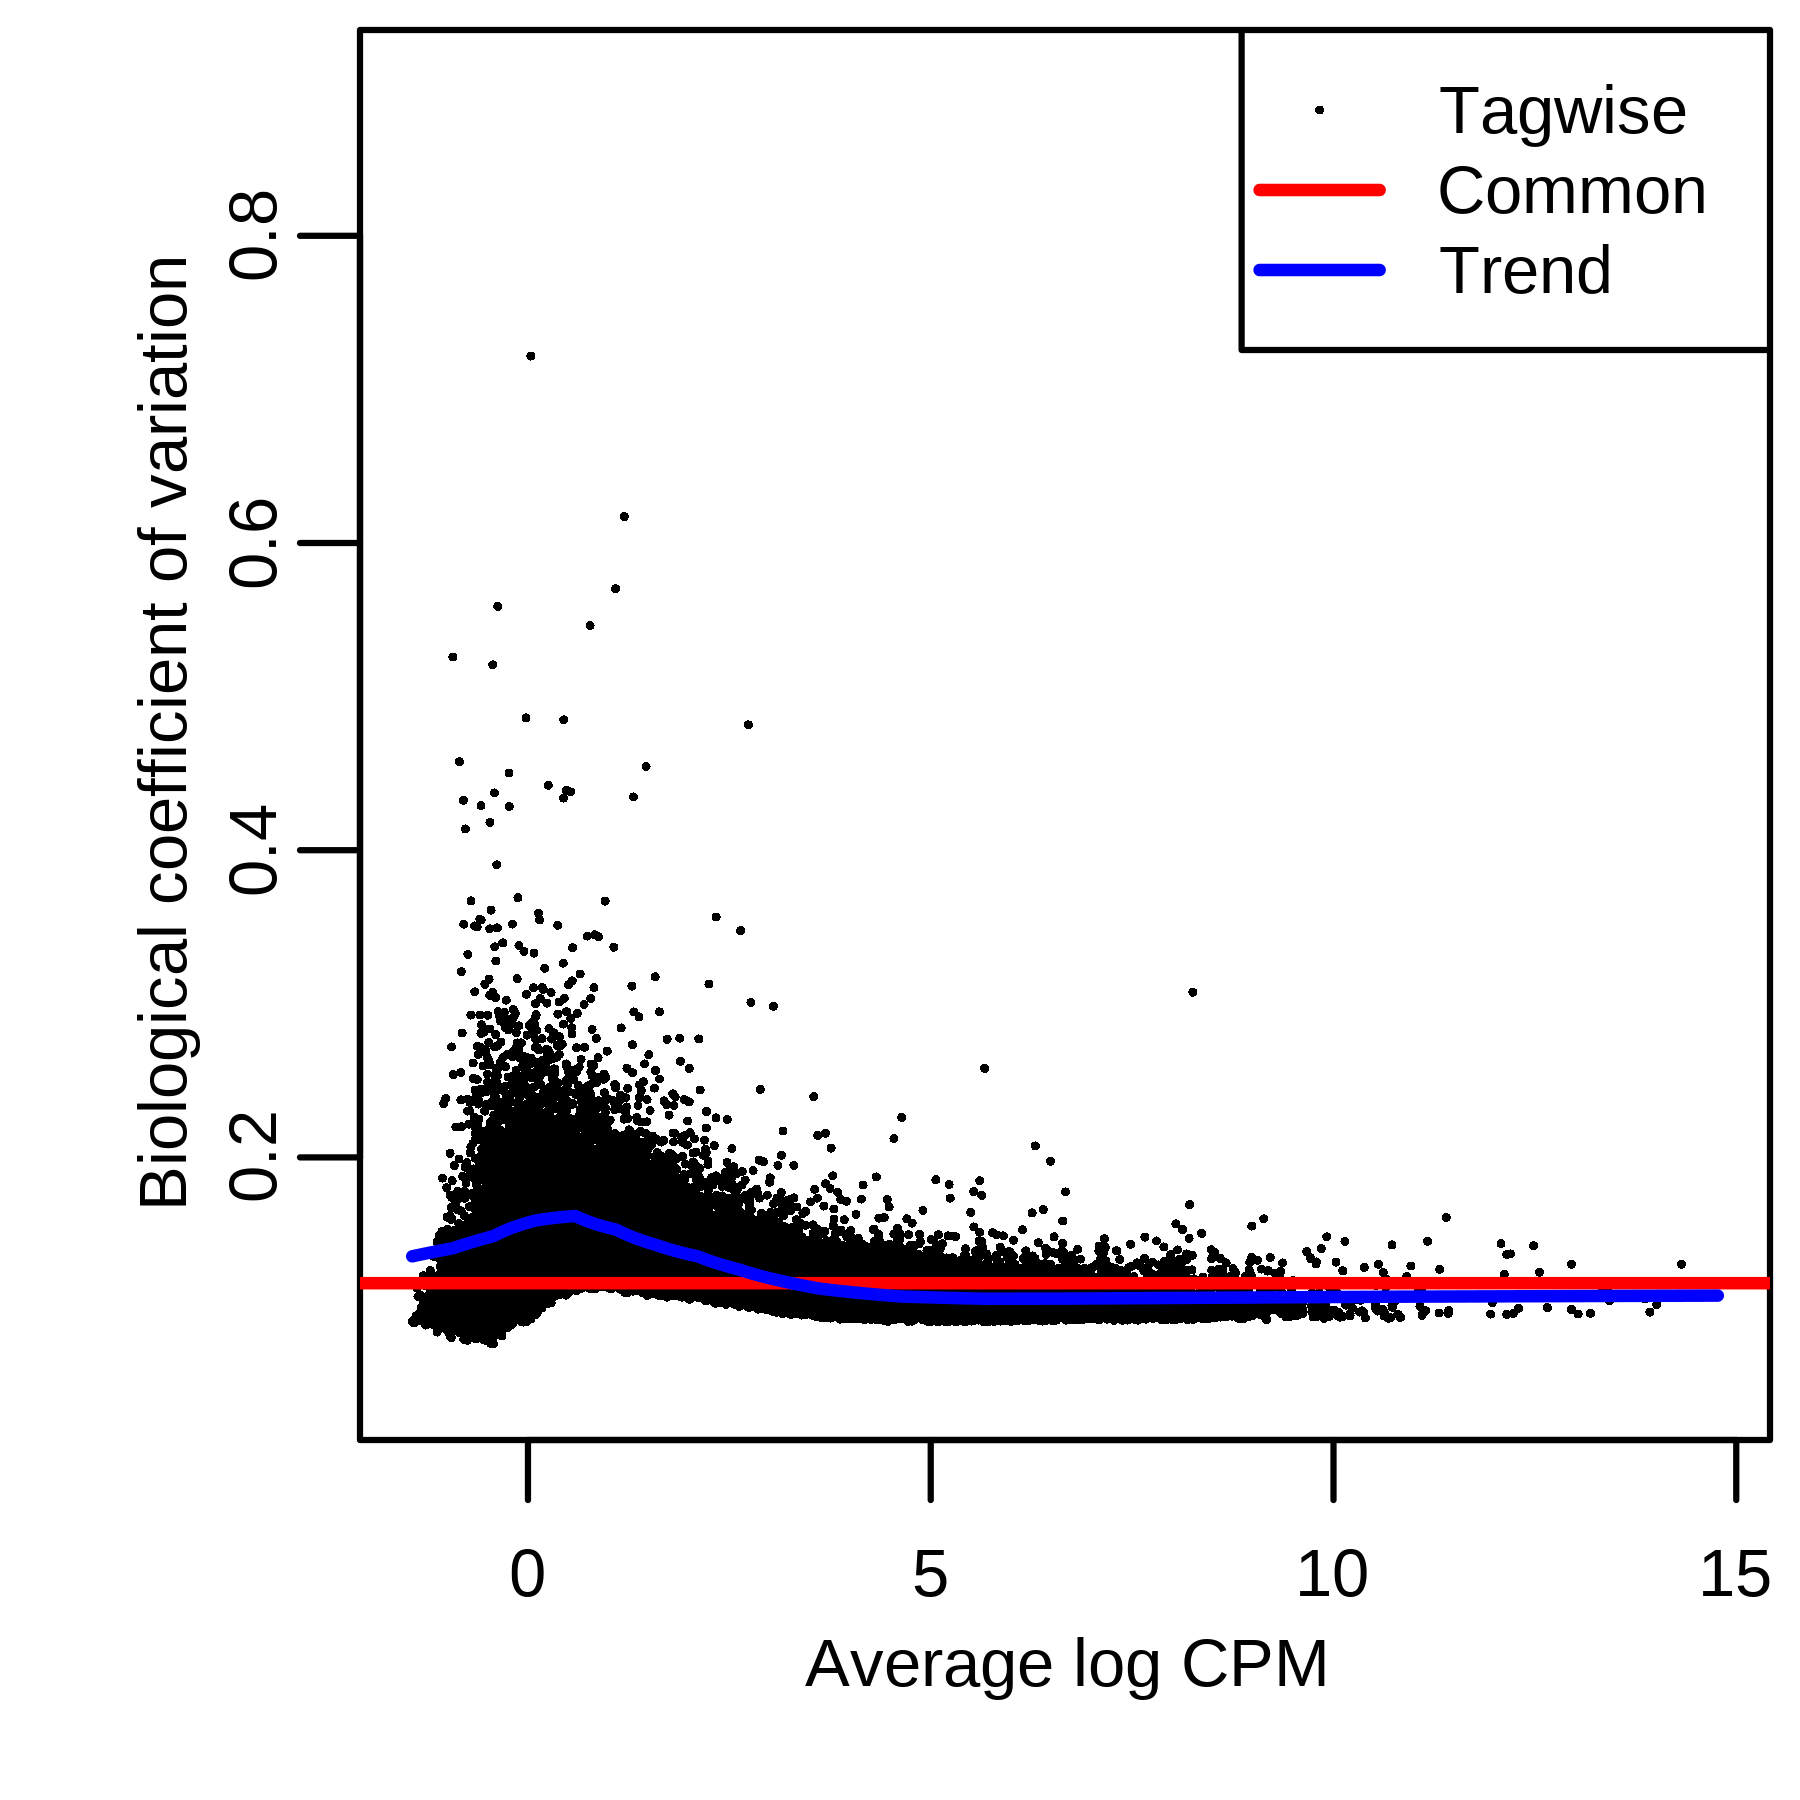 Tagwise
Common
Trend
Biological coefficient of variation
0.8
0.6
0.4
0.2
0 5 10 15
Average log CPM